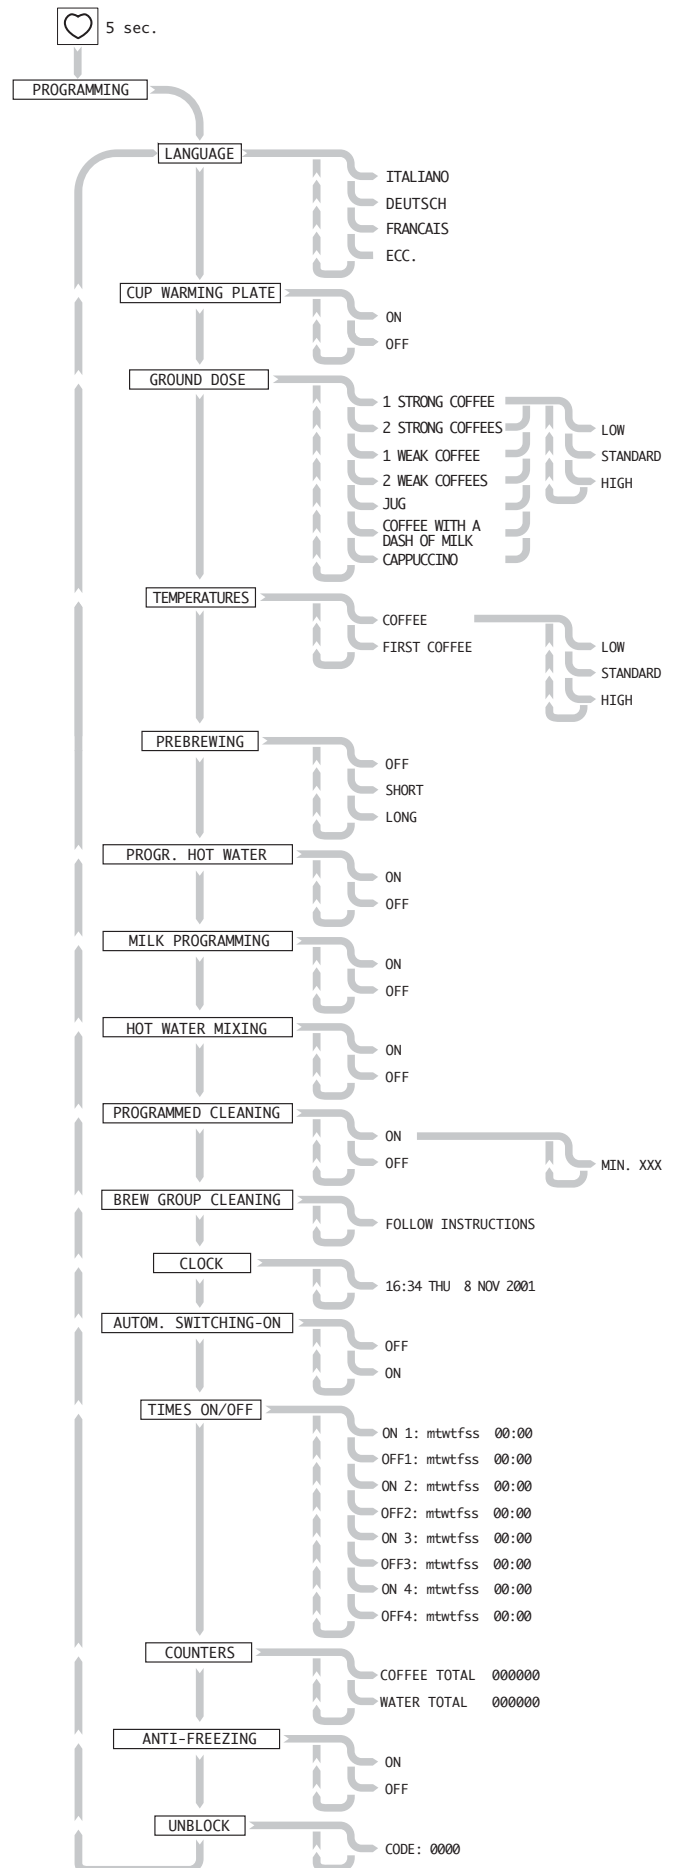 5 sec.
PROGRAMMING
LANGUAGE
ITALIANO
DEUTSCH
FRANCAIS
ECC.
CUP WARMING PLATE
ON
OFF
GROUND DOSE
1 STRONG COFFEE
2 STRONG COFFEES
1 WEAK COFFEE
2 WEAK COFFEES
JUG
COFFEE WITH A
DASH OF MILK
CAPPUCCINO
LOW
STANDARD
HIGH
TEMPERATURES
COFFEE
FIRST COFFEE
LOW
STANDARD
HIGH
PREBREWING
OFF
SHORT
LONG
PROGR. HOT WATER
ON
OFF
MILK PROGRAMMING
ON
OFF
HOT WATER MIXING
ON
OFF
PROGRAMMED CLEANING
ON
OFF
MIN. XXX
BREW GROUP CLEANING
FOLLOW INSTRUCTIONS
CLOCK
16:34 THU 8 NOV 2001
AUTOM. SWITCHING-ON
OFF
ON
TIMES ON/OFF
ON 1: mtwtfss 00:00
OFF1: mtwtfss 00:00
ON 2: mtwtfss 00:00
OFF2: mtwtfss 00:00
ON 3: mtwtfss 00:00
OFF3: mtwtfss 00:00
ON 4: mtwtfss 00:00
OFF4: mtwtfss 00:00
COUNTERS
COFFEE TOTAL 000000
WATER TOTAL 000000
ANTI-FREEZING
ON
OFF
UNBLOCK
CODE: 0000